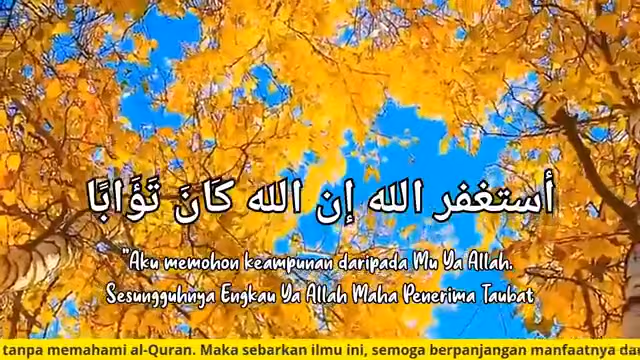 أستغفر الله إن الله كَانَ تَؤَابًا
"Aku memohon keampunan daripada Mu Ya Allah.
Sesungguhnya Engkau Ya Allah Maha Penerima Taubat
tanpa memahami al-Quran. Maka sebarkan ilmu ini, semoga berpanjangan manfaatnya da